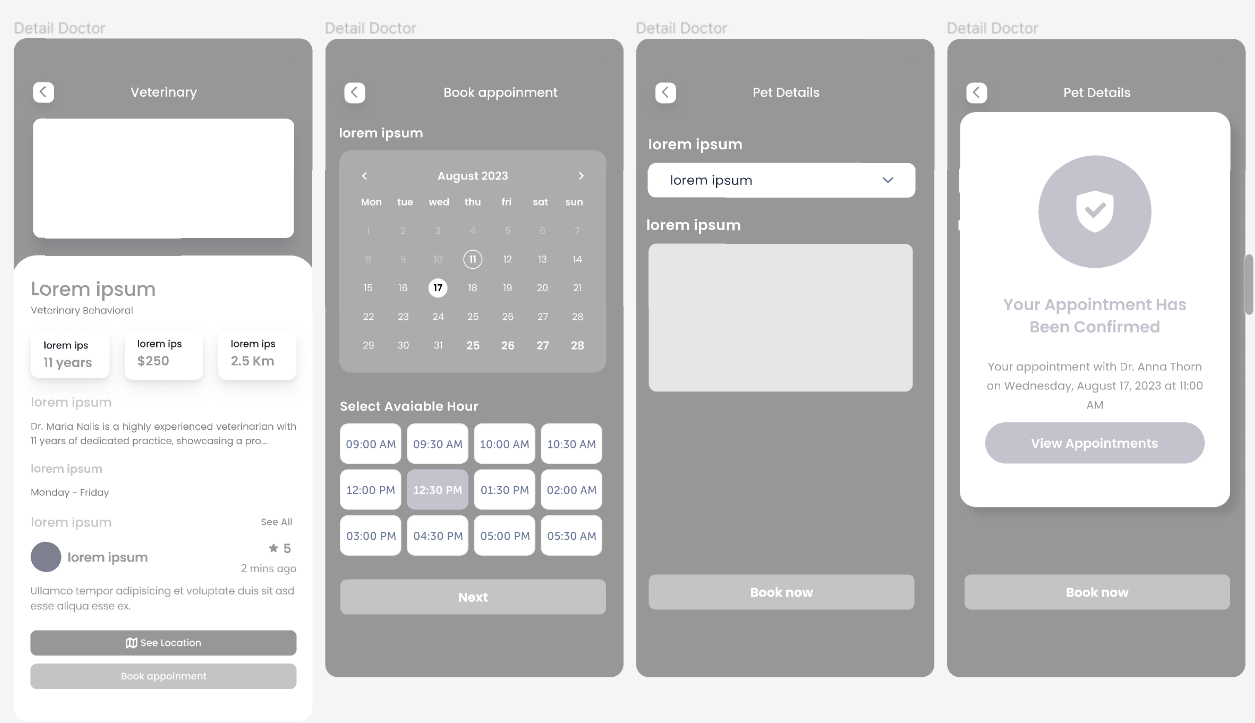 Detail Doctor
Veterinary
Lorem ipsum
Veterinary Behavioral
lorem ips
11 years
lorem ips
$250
lorem ips
2.5 Km
lorem ipsum
Dr. Maria Naiis is a highly experienced veterinarian with
11 years of dedicated practice, showcasing a pro...
lorem ipsum
Monday - Friday
lorem ipsum
See All
lorem ipsum
5
2 mins ago
Ullamco tempor adipisicing et voluptate duis sit asd
esse aliqua esse ex.
See Location
Book appoinment
Detail Doctor
Book appoinment
lorem ipsum
August 2023
Mon tue wed thu fri sat sun
1 2 3 4 5 6 7
8 9 10 11 12 13 14
15 16 17 18 19 20 21
22 23 24 25 26 27 28
29 30 31 25 26 27 28
Select Avaiable Hour
09:00 AM 09:30 AM 10:00 AM 10:30 AM
12:00 PM 12:30 PM 01:30 PM 02:00 AM
03:00 PM 04:30 PM 05:00 PM 05:30 AM
Next
Detail Doctor
Pet Details
lorem ipsum
lorem ipsum
lorem ipsum
Book now
Detail Doctor
Pet Details
Your Appointment Has
Been Confirmed
Your appointment with Dr. Anna Thorn
on Wednesday, August 17, 2023 at 11:00
AM
View Appointments
Book now